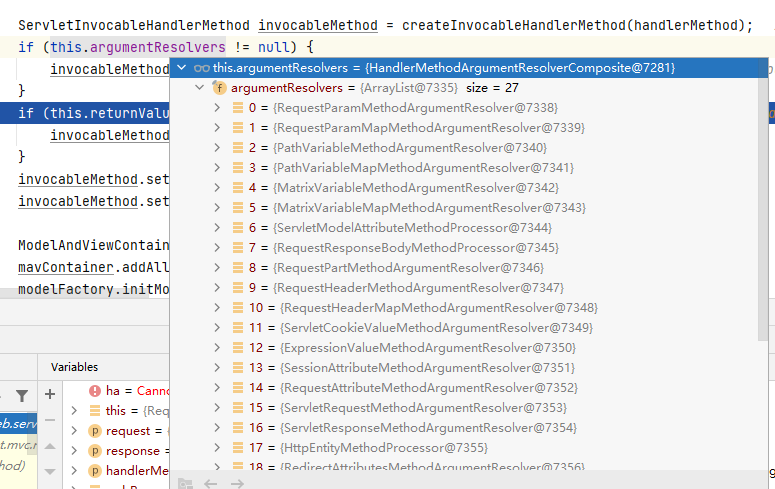 ServletInvocableHandlerMethod invocableMethod = createInvocableHandlerMethod(handlerMethod);
if (this.argumentResolvers != null) {
invocableMethod
this.argumentResolvers = {HandlerMethodArgumentResolverComposite@7281}
}
argumentResolvers = {ArrayList@7335} size = 27
if (this.returnValu
0 = {RequestParamMethodArgumentResolver@7338}
invocableMethod
1 = {RequestParamMapMethodArgumentResolver@7339}
}
2 = {PathVariableMethodArgumentResolver@7340}
3 = {PathVariableMapMethodArgumentResolver@7341}
invocableMethod.set
4 = {MatrixVariableMethodArgumentResolver@7342}
invocableMethod.set
5 = {MatrixVariableMapMethodArgumentResolver@7343}
6 = {ServletModelAttributeMethodProcessor@7344}
ModelAndViewContain
7 = {RequestResponseBodyMethodProcessor@7345}
mavContainer.addAll
8 = {RequestPartMethodArgumentResolver@7346}
modelFactory.initMo
9 = {RequestHeaderMethodArgumentResolver@7347}
10 = {RequestHeaderMapMethodArgumentResolver@7348}
11 = {ServletCookieValueMethodArgumentResolver@7349}
12 = {ExpressionValueMethodArgumentResolver@7350}
Variables
13 = {SessionAttributeMethodArgumentResolver@7351}
ha = Canno
14 = {RequestAttributeMethodArgumentResolver@7352}
this = {Req
15 = {ServletRequestMethodArgumentResolver@7353}
eb.serv
request = {
16 = {ServletResponseMethodArgumentResolver@7354}
t.mvc.m
response =
17 = {HttpEntityMethodProcessor@7355}
hod)
handlerMe
18 = {RedirectAttributesMethodArgumentResolver@7356}